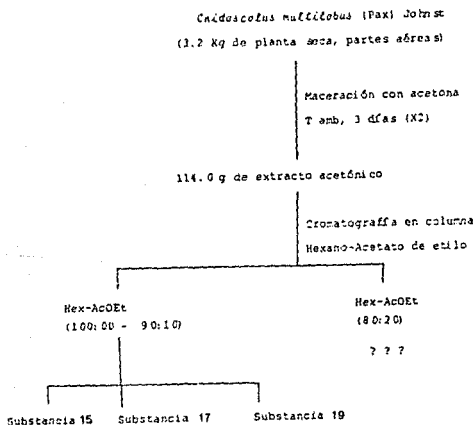 Cnidoscolus multilobus (Pax) Johnst
(3.2 Kg de planta seca, partes aéreas)
Maceración con acetona
T amb, 3 días (X2)
114.0 g de extracto acetónico
Cromatografía en columna
Hexano-Acetato de etilo
Hex-AcOEt
(100:00 - 90:10)
Hex-AcOEt
(80:20)
? ? ?
Substancia 15
Substancia 17
Substancia 19